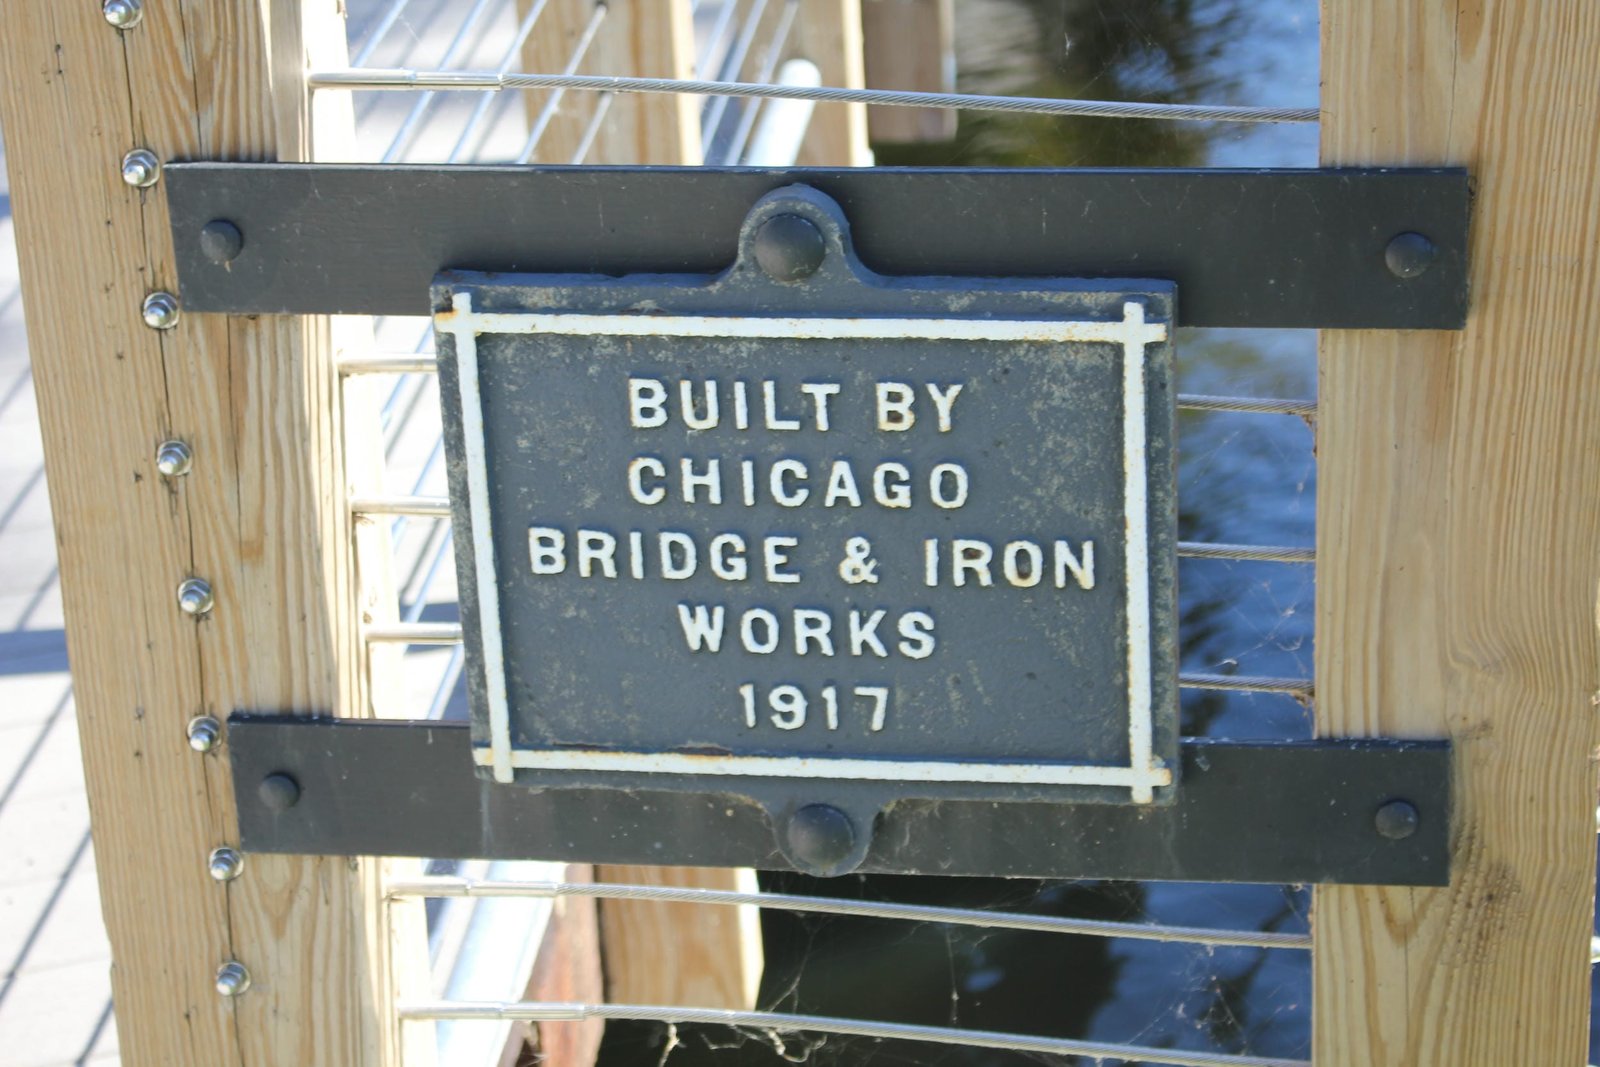 BUILT BY
CHICAGO
BRIDGE & IRON
WORKS
1917